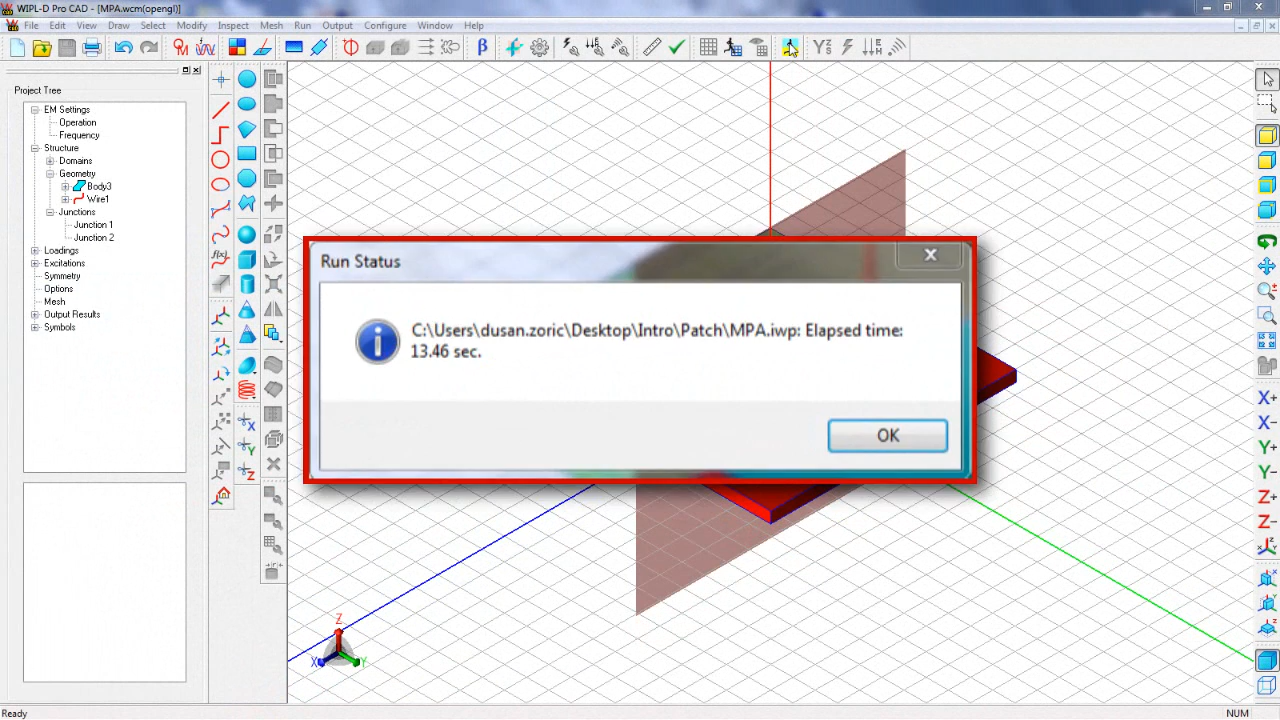 WIPL-D Pro CAD - [MPA.wcm(opengl)]
File Edit View Draw Select Modify Inspect Mesh Run Output Configure Window Help
Project Tree
EM Settings
Operation
Frequency
Structure
Domains
Geometry
Body3
Wire1
Junctions
Junction 1
Junction 2
Loadings
Excitations
Symmetry
Options
Mesh
Output Results
Symbols
Run Status
C:\Users\dusan.zoric\Desktop\Intro\Patch\MPA.iwp: Elapsed time:
13.46 sec.
OK
X+
X-
Y+
Y-
Z+
Z-
f(x)
X
Y
Z
Z
X
Y
Ready
NUM